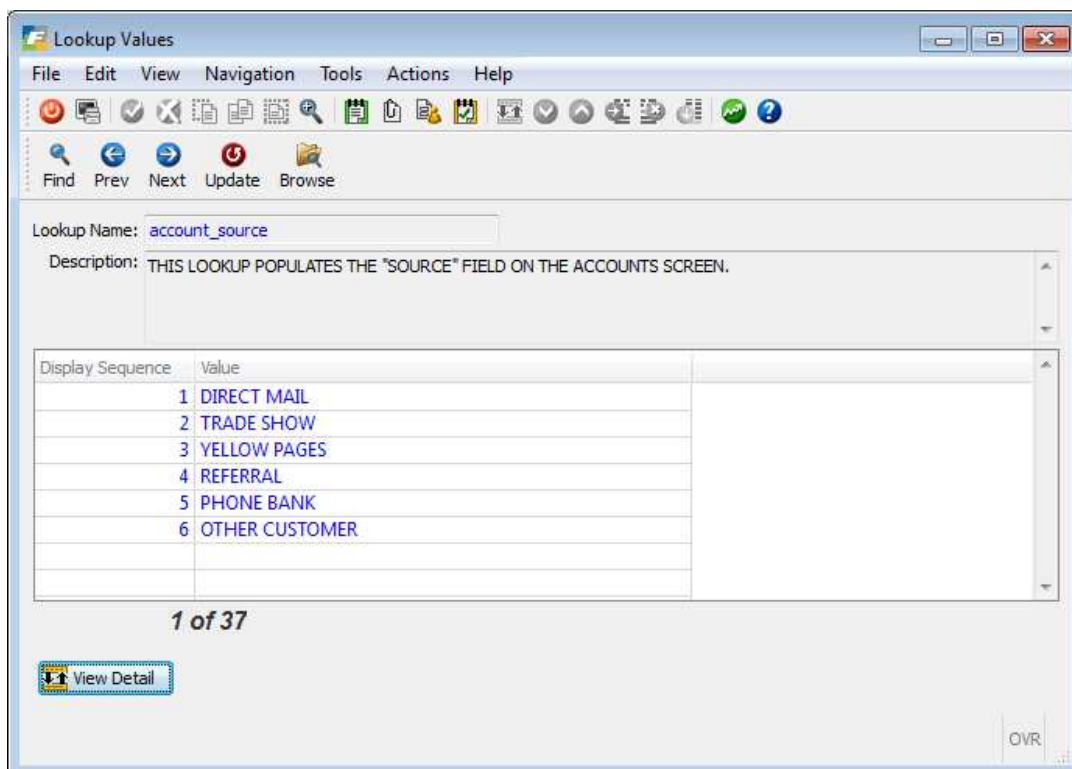 Lookup Values
File Edit View Navigation Tools Actions Help
Find Prev Next Update Browse
Lookup Name: account_source
Description: THIS LOOKUP POPULATES THE "SOURCE" FIELD ON THE ACCOUNTS SCREEN.
Display Sequence Value
1 DIRECT MAIL
2 TRADE SHOW
3 YELLOW PAGES
4 REFERRAL
5 PHONE BANK
6 OTHER CUSTOMER
1 of 37
View Detail
OVR